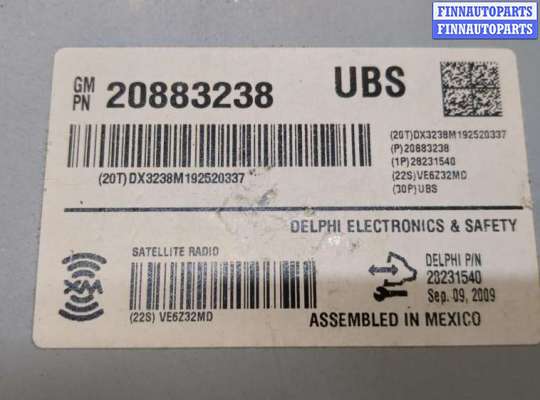 FINNAUTOPARTS
FINNAUTOPARTS
GM PN 20883238 UBS
(20T)DX3238M192520337
(P)20883238
(1P)28231540
(22S)VE6Z32MD
(30P)UBS
(20T) DX3238M192520337
DELPHI ELECTRONICS & SAFETY
SATELLITE RADIO
XM
DELPHI P/N
28231540
Sep. 09, 2009
(22S) VE6Z32MD
ASSEMBLED IN MEXICO